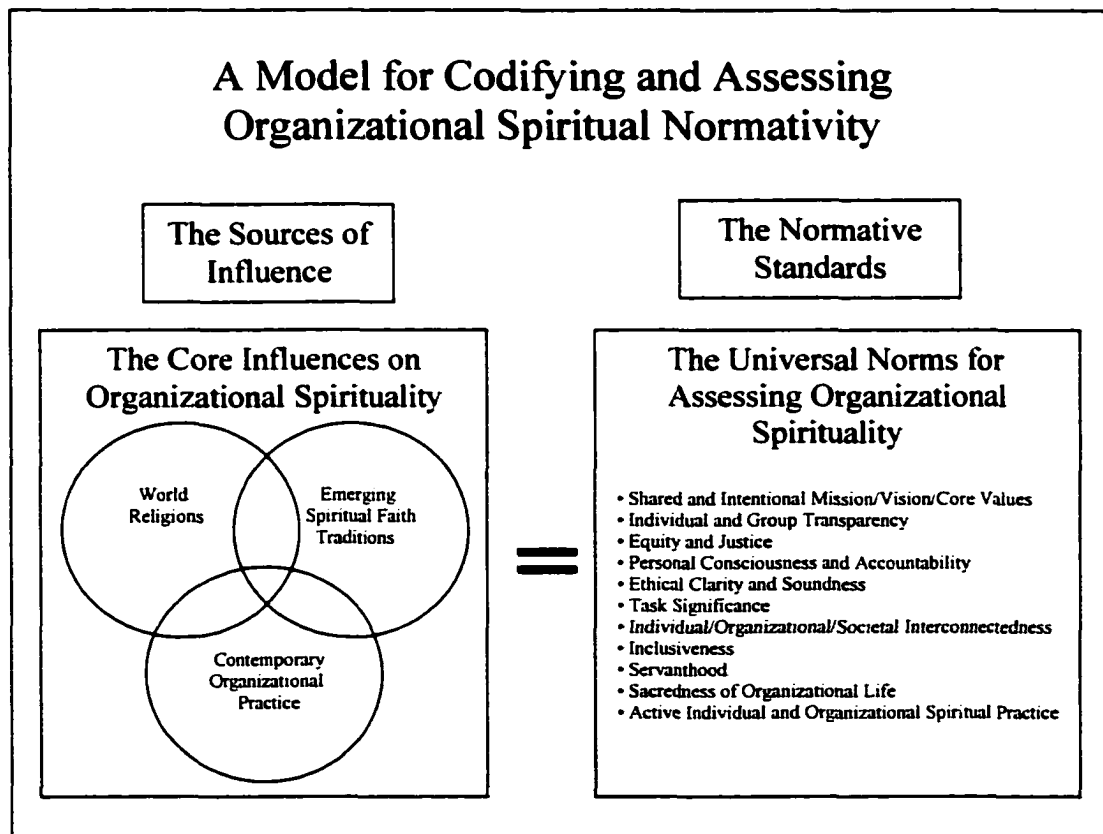 A Model for Codifying and Assessing
Organizational Spiritual Normativity
The Sources of
Influence
The Core Influences on
Organizational Spirituality
World
Religions
Emerging
Spiritual Faith
Traditions
Contemporary
Organizational
Practice
=
The Normative
Standards
The Universal Norms for
Assessing Organizational
Spirituality
• Shared and Intentional Mission/Vision/Core Values
• Individual and Group Transparency
• Equity and Justice
• Personal Consciousness and Accountability
• Ethical Clarity and Soundness
• Task Significance
• Individual/Organizational/Societal Interconnectedness
• Inclusiveness
• Servanthood
• Sacredness of Organizational Life
• Active Individual and Organizational Spiritual Practice